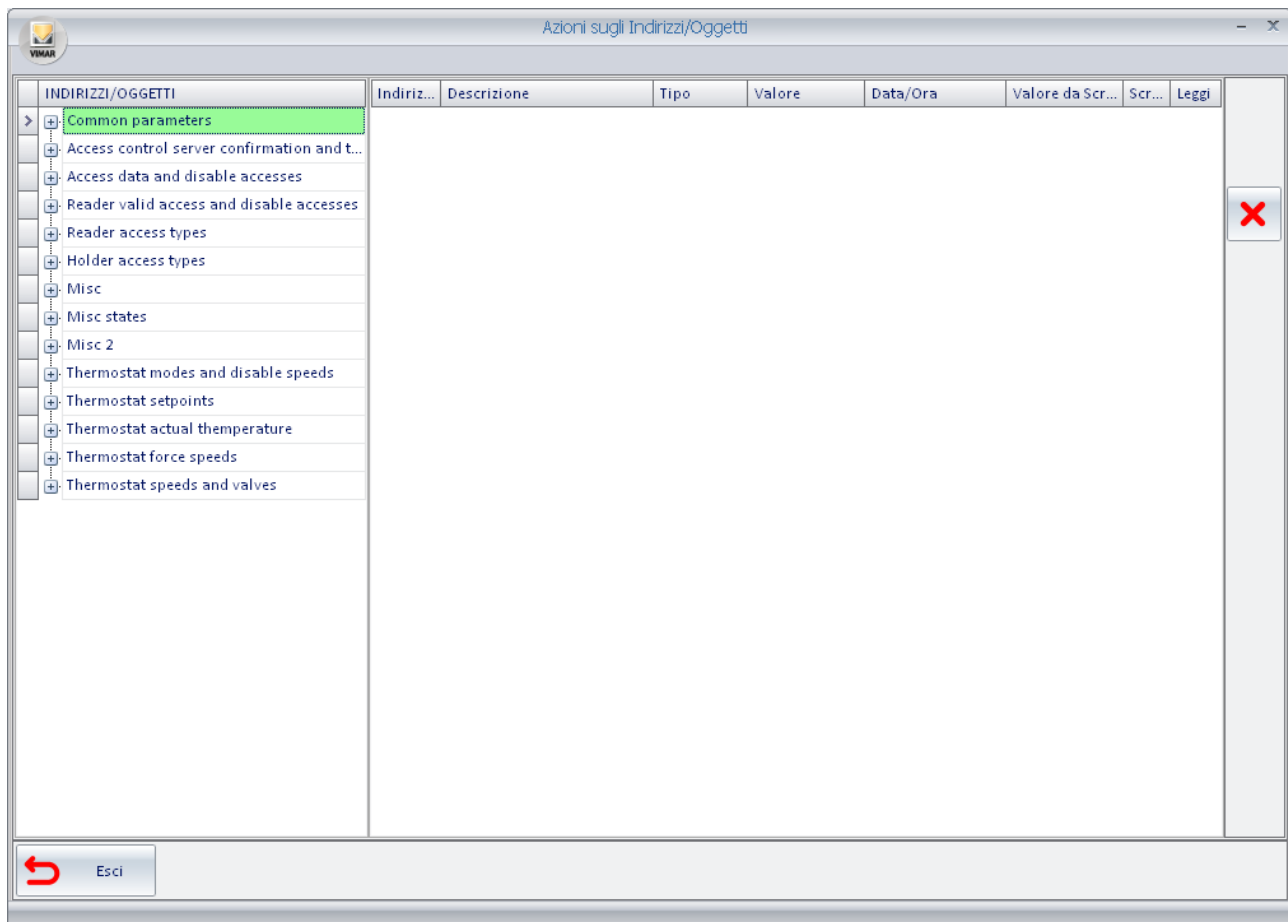 Azioni sugli Indirizzi/Oggetti
VIMAR
INDIRIZZI/OGGETTI
Indiriz... Descrizione Tipo Valore Data/Ora Valore da Scr... Scr... Leggi
Common parameters
Access control server confirmation and t...
Access data and disable accesses
Reader valid access and disable accesses
Reader access types
Holder access types
Misc
Misc states
Misc 2
Thermostat modes and disable speeds
Thermostat setpoints
Thermostat actual themperature
Thermostat force speeds
Thermostat speeds and valves
Esci